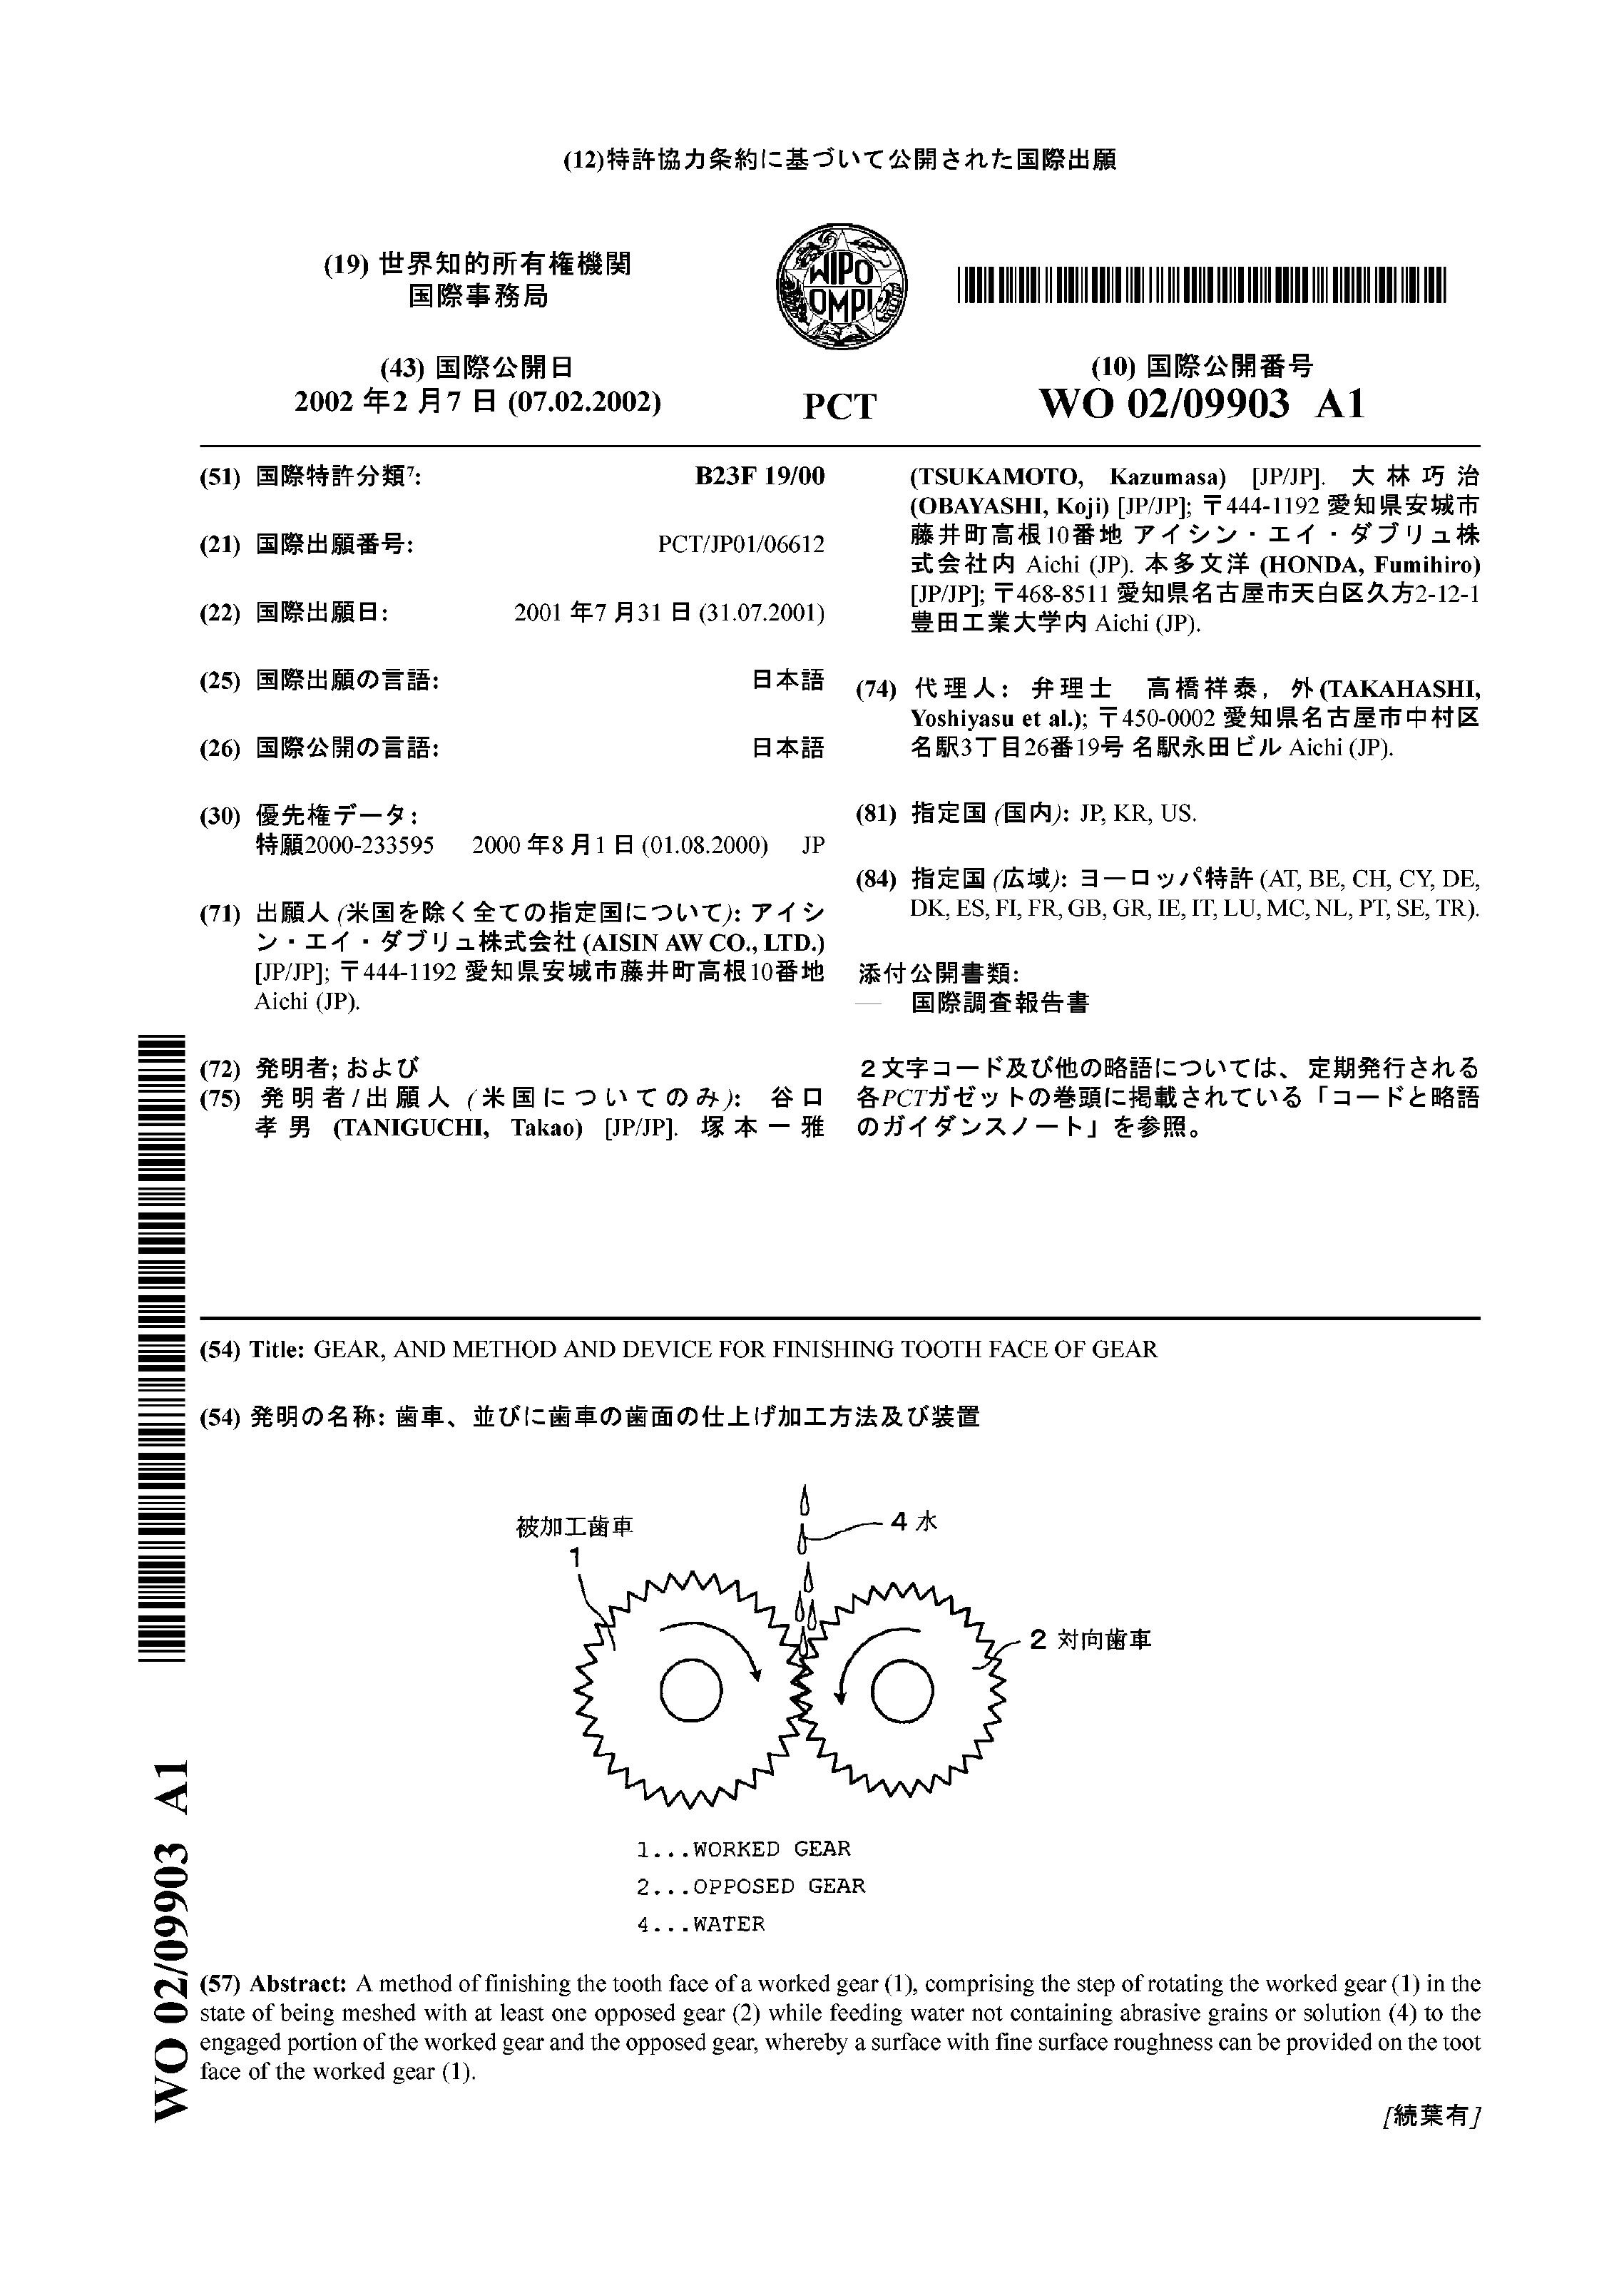 (12)特許協力条約に基づいて公開された国際出願
(19) 世界知的所有権機関
国際事務局
WIPO
OMPI
(43) 国際公開日
2002 年2 月7 日 (07.02.2002)
PCT
(10) 国際公開番号
WO 02/09903 A1
(51) 国際特許分類7: B23F 19/00
(21) 国際出願番号: PCT/JP01/06612
(22) 国際出願日: 2001 年7 月31 日 (31.07.2001)
(25) 国際出願の言語: 日本語
(26) 国際公開の言語: 日本語
(30) 優先権データ:
特願2000-233595 2000 年8 月1 日 (01.08.2000) JP
(71) 出願人 (米国を除く全ての指定国について): アイシ
ン・エイ・ダブリュ株式会社 (AISIN AW CO., LTD.)
[JP/JP]; 〒444-1192 愛知県安城市藤井町高根10番地
Aichi (JP).
(72) 発明者; および
(75) 発明者/出願人 (米国についてのみ): 谷口
孝男 (TANIGUCHI, Takao) [JP/JP]. 塚本一雅
(TSUKAMOTO, Kazumasa) [JP/JP]. 大林巧治
(OBAYASHI, Koji) [JP/JP]; 〒444-1192 愛知県安城市
藤井町高根10番地 アイシン・エイ・ダブリュ株
式会社内 Aichi (JP). 本多文洋 (HONDA, Fumihiro)
[JP/JP]; 〒468-8511 愛知県名古屋市天白区久方2-12-1
豊田工業大学内 Aichi (JP).
(74) 代理人: 弁理士 高橋祥泰, 外(TAKAHASHI,
Yoshiyasu et al.); 〒450-0002 愛知県名古屋市中村区
名駅3丁目26番19号 名駅永田ビル Aichi (JP).
(81) 指定国 (国内): JP, KR, US.
(84) 指定国 (広域): ヨーロッパ特許 (AT, BE, CH, CY, DE,
DK, ES, FI, FR, GB, GR, IE, IT, LU, MC, NL, PT, SE, TR).
添付公開書類:
— 国際調査報告書
2文字コード及び他の略語については、定期発行される
各PCTガゼットの巻頭に掲載されている「コードと略語
のガイダンスノート」を参照。
(54) Title: GEAR, AND METHOD AND DEVICE FOR FINISHING TOOTH FACE OF GEAR
(54) 発明の名称: 歯車、並びに歯車の歯面の仕上げ加工方法及び装置
被加工歯車
1
4 水
2 対向歯車
1...WORKED GEAR
2...OPPOSED GEAR
4...WATER
(57) Abstract: A method of finishing the tooth face of a worked gear (1), comprising the step of rotating the worked gear (1) in the
state of being meshed with at least one opposed gear (2) while feeding water not containing abrasive grains or solution (4) to the
engaged portion of the worked gear and the opposed gear, whereby a surface with fine surface roughness can be provided on the toot
face of the worked gear (1).
[続葉有]
WO 02/09903 A1